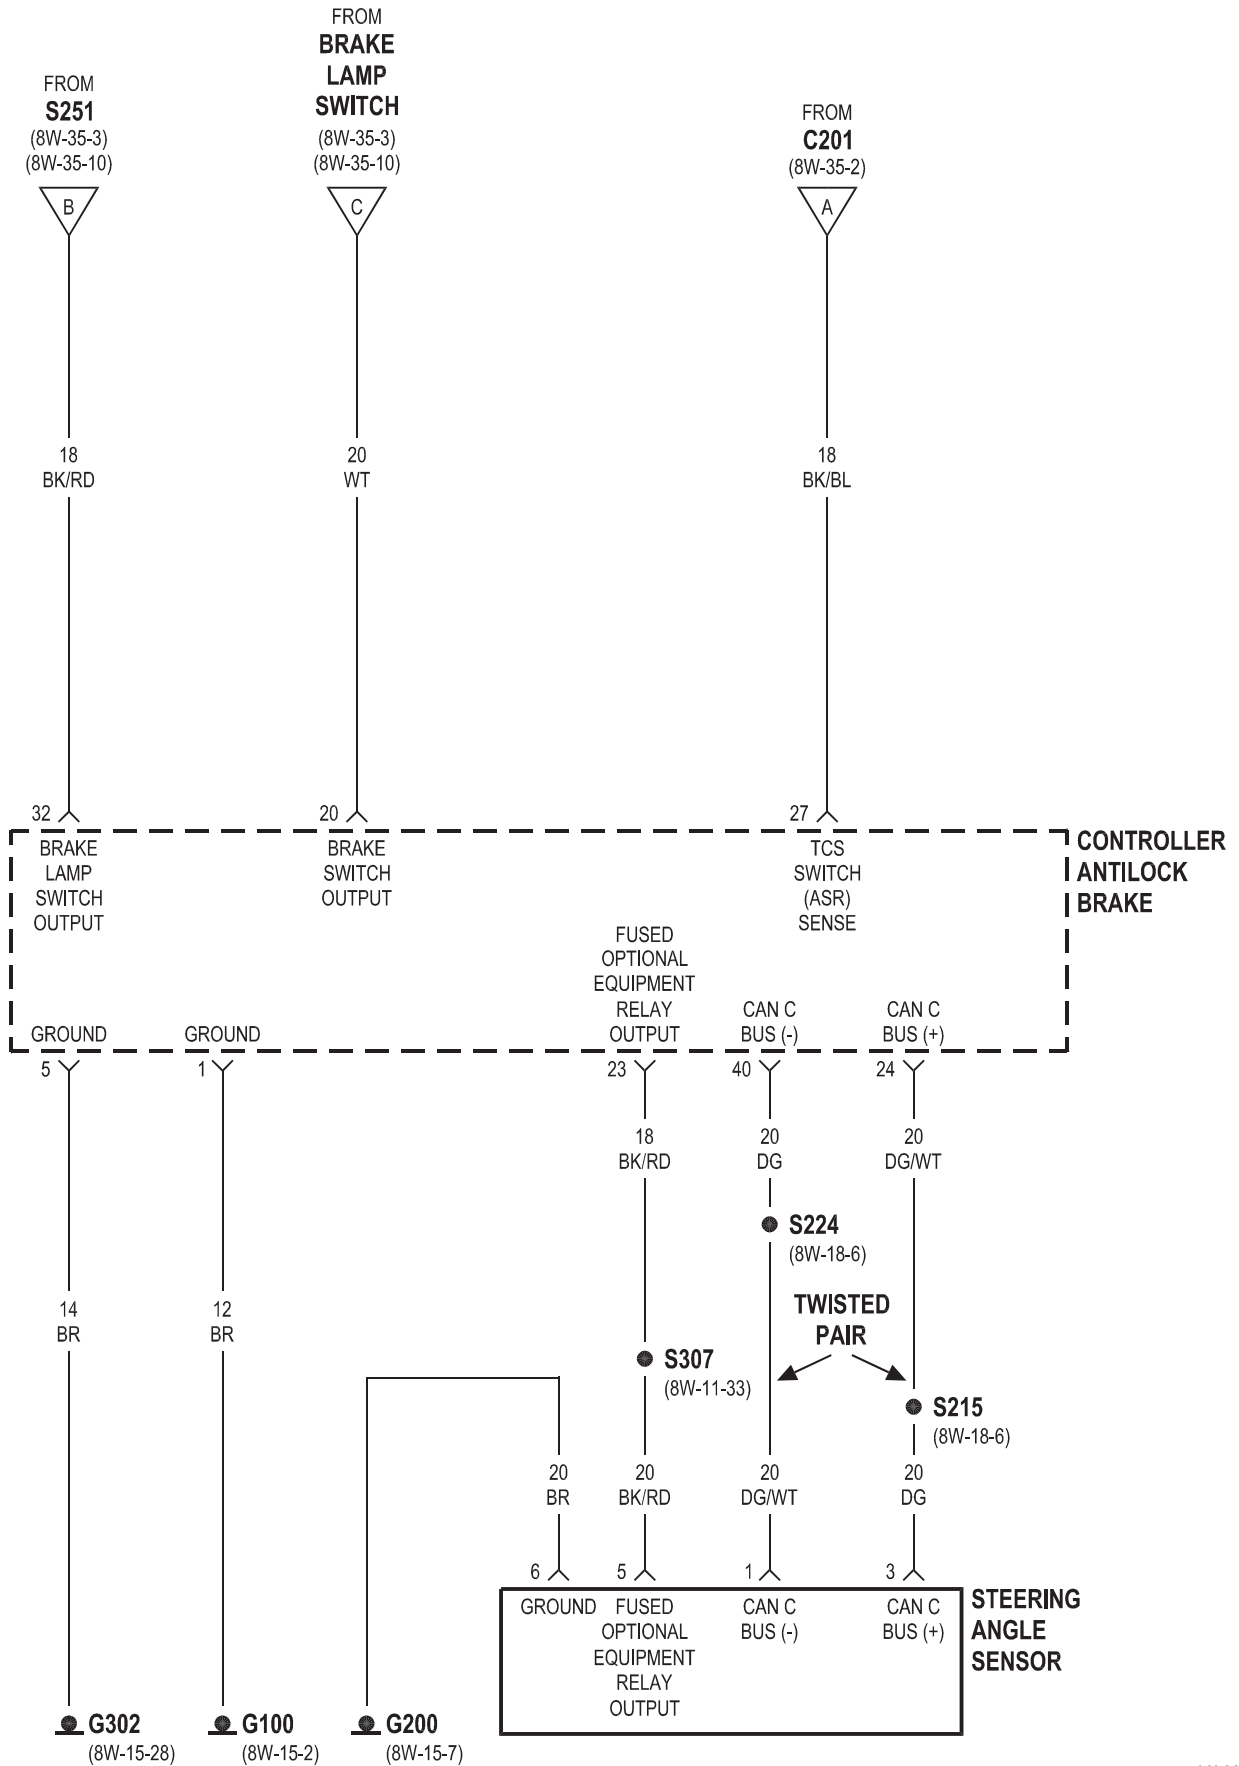 FROM
BRAKE
LAMP
SWITCH
(8W-35-3)
(8W-35-10)
C
FROM
S251
(8W-35-3)
(8W-35-10)
B
FROM
C201
(8W-35-2)
A
18
BK/RD
20
WT
18
BK/BL
32
20
27
BRAKE
LAMP
SWITCH
OUTPUT
BRAKE
SWITCH
OUTPUT
TCS
SWITCH
(ASR)
SENSE
CONTROLLER
ANTILOCK
BRAKE
FUSED
OPTIONAL
EQUIPMENT
RELAY
OUTPUT
CAN C
BUS (-)
CAN C
BUS (+)
GROUND
GROUND
5
1
23
40
24
18
BK/RD
20
DG
20
DG/WT
S224
(8W-18-6)
14
BR
12
BR
TWISTED
PAIR
S307
(8W-11-33)
S215
(8W-18-6)
20
BR
20
BK/RD
20
DG/WT
20
DG
6
5
1
3
GROUND
FUSED
OPTIONAL
EQUIPMENT
RELAY
OUTPUT
CAN C
BUS (-)
CAN C
BUS (+)
STEERING
ANGLE
SENSOR
G302
(8W-15-28)
G100
(8W-15-2)
G200
(8W-15-7)